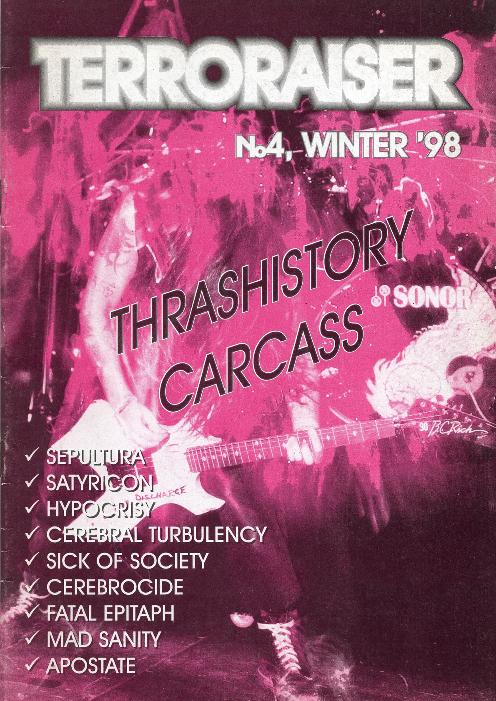 TERRORAISER
No4, WINTER '98
THRASHISTORY
CARCASS
SONOR
B.C. Rich
✓ SEPULTURA
✓ SATYRICON
DISCHARGE
✓ HYPOCRISY
✓ CEREBRAL TURBULENCY
✓ SICK OF SOCIETY
✓ CEREBROCIDE
✓ FATAL EPITAPH
✓ MAD SANITY
✓ APOSTATE